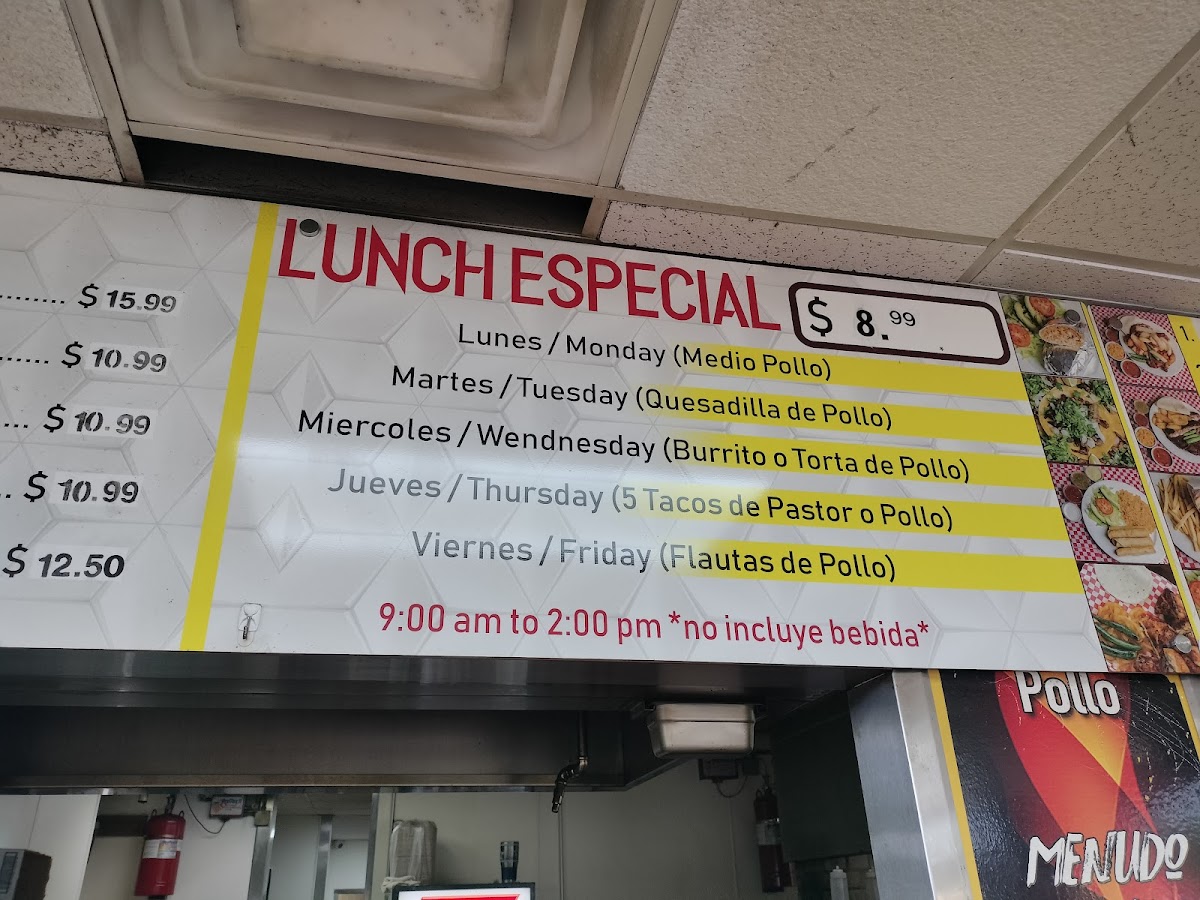 $ 15.99
$ 10.99
$ 10.99
$ 10.99
$ 12.50
LUNCH ESPECIAL $ 8.99
Lunes / Monday (Medio Pollo)
Martes / Tuesday (Quesadilla de Pollo)
Miercoles / Wendnesday (Burrito o Torta de Pollo)
Jueves / Thursday (5 Tacos de Pastor o Pollo)
Viernes / Friday (Flautas de Pollo)
9:00 am to 2:00 pm *no incluye bebida*
1.
Pollo
MENUDO